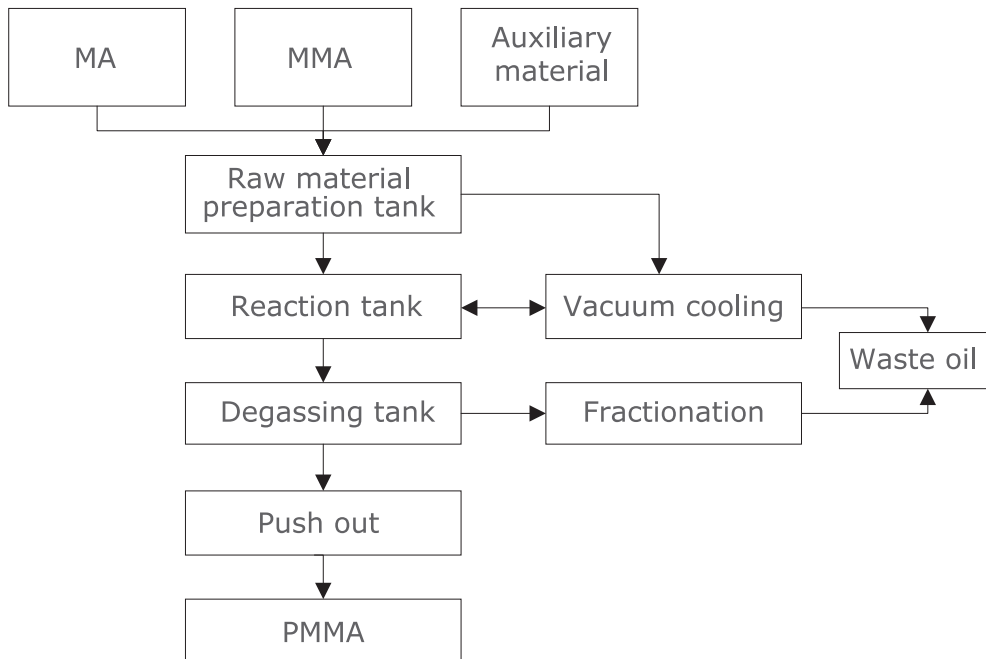 MA
MMA
Auxiliary
material
Raw material
preparation tank
Reaction tank
Vacuum cooling
Waste oil
Degassing tank
Fractionation
Push out
PMMA